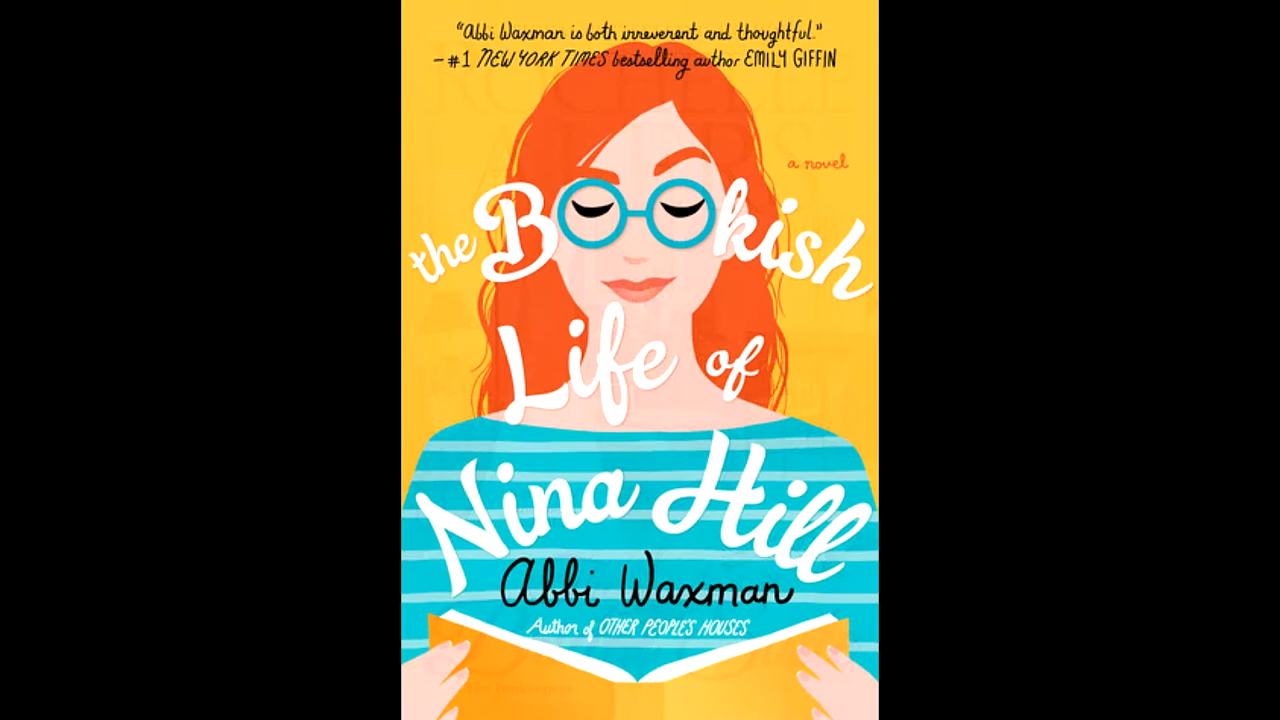 "Abbi Waxman is both irreverent and thoughtful."
– #1 NEW YORK TIMES bestselling author EMILY GIFFIN
a novel
the Bookish
Life of
Nina Hill
Abbi Waxman
Author of OTHER PEOPLE'S HOUSES